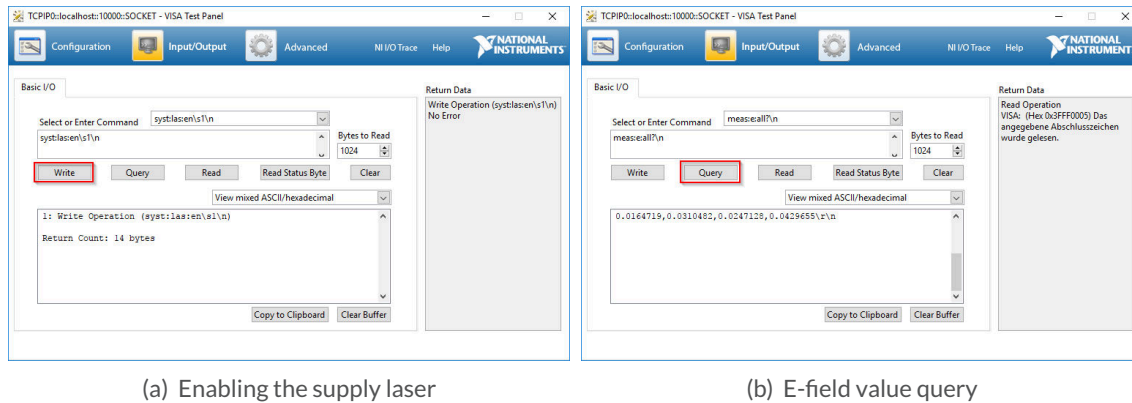 TCPIP0::localhost::10000::SOCKET - VISA Test Panel
Configuration Input/Output Advanced NI I/O Trace Help NATIONAL INSTRUMENTS
Basic I/O
Return Data
Write Operation (syst:las:en\s1\n)
No Error
Select or Enter Command syst:las:en\s1\n
syst:las:en\s1\n
Bytes to Read
1024
Write Query Read Read Status Byte Clear
View mixed ASCII/hexadecimal
1: Write Operation (syst:las:en\s1\n)
Return Count: 14 bytes
Copy to Clipboard Clear Buffer
(a) Enabling the supply laser
TCPIP0::localhost::10000::SOCKET - VISA Test Panel
Configuration Input/Output Advanced NI I/O Trace Help NATIONAL INSTRUMENT
Basic I/O
Return Data
Read Operation
VISA: (Hex 0x3FFF0005) Das
angegebene Abschlusszeichen
wurde gelesen.
Select or Enter Command meas:e:all?\n
meas:e:all?\n
Bytes to Read
1024
Write Query Read Read Status Byte Clear
View mixed ASCII/hexadecimal
0.0164719,0.0310482,0.0247128,0.0429655\r\n
Copy to Clipboard Clear Buffer
(b) E-field value query